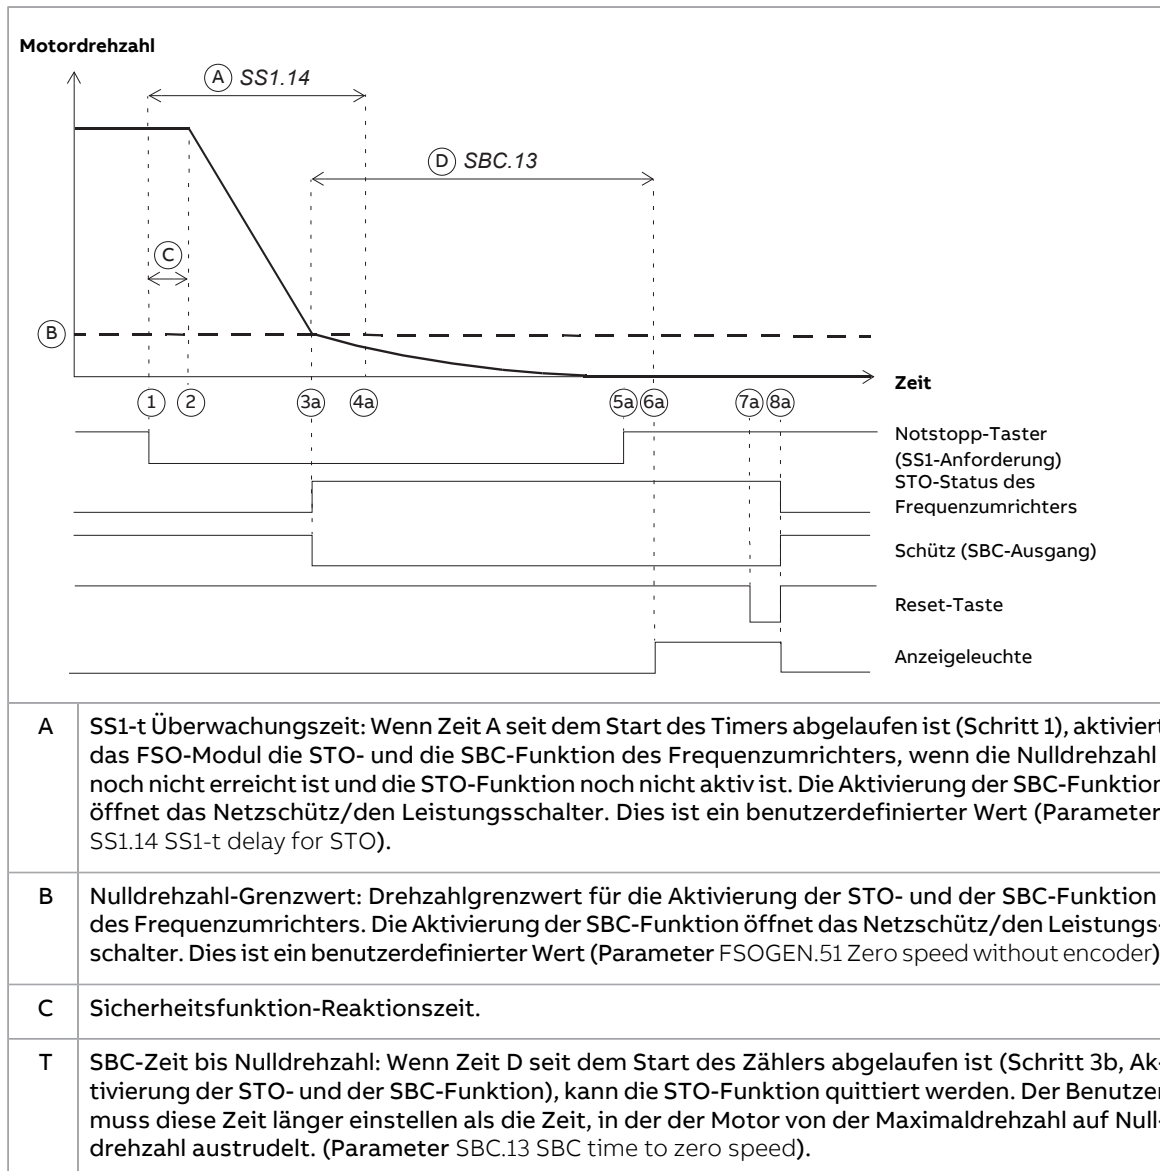 Motordrehzahl
A SS1.14
D SBC.13
C
B
Zeit
1 2 3a 4a 5a 6a 7a 8a
Notstopp-Taster
(SS1-Anforderung)
STO-Status des
Frequenzumrichters
Schütz (SBC-Ausgang)
Reset-Taste
Anzeigeleuchte
A SS1-t Überwachungszeit: Wenn Zeit A seit dem Start des Timers abgelaufen ist (Schritt 1), aktiviert
das FSO-Modul die STO- und die SBC-Funktion des Frequenzumrichters, wenn die Nulldrehzahl
noch nicht erreicht ist und die STO-Funktion noch nicht aktiv ist. Die Aktivierung der SBC-Funktion
öffnet das Netzschütz/den Leistungsschalter. Dies ist ein benutzerdefinierter Wert (Parameter
SS1.14 SS1-t delay for STO).
B Nulldrehzahl-Grenzwert: Drehzahlgrenzwert für die Aktivierung der STO- und der SBC-Funktion
des Frequenzumrichters. Die Aktivierung der SBC-Funktion öffnet das Netzschütz/den Leistungs-
schalter. Dies ist ein benutzerdefinierter Wert (Parameter FSOGEN.51 Zero speed without encoder)
C Sicherheitsfunktion-Reaktionszeit.
T SBC-Zeit bis Nulldrehzahl: Wenn Zeit D seit dem Start des Zählers abgelaufen ist (Schritt 3b, Ak-
tivierung der STO- und der SBC-Funktion), kann die STO-Funktion quittiert werden. Der Benutzer
muss diese Zeit länger einstellen als die Zeit, in der der Motor von der Maximaldrehzahl auf Null-
drehzahl austrudelt. (Parameter SBC.13 SBC time to zero speed).